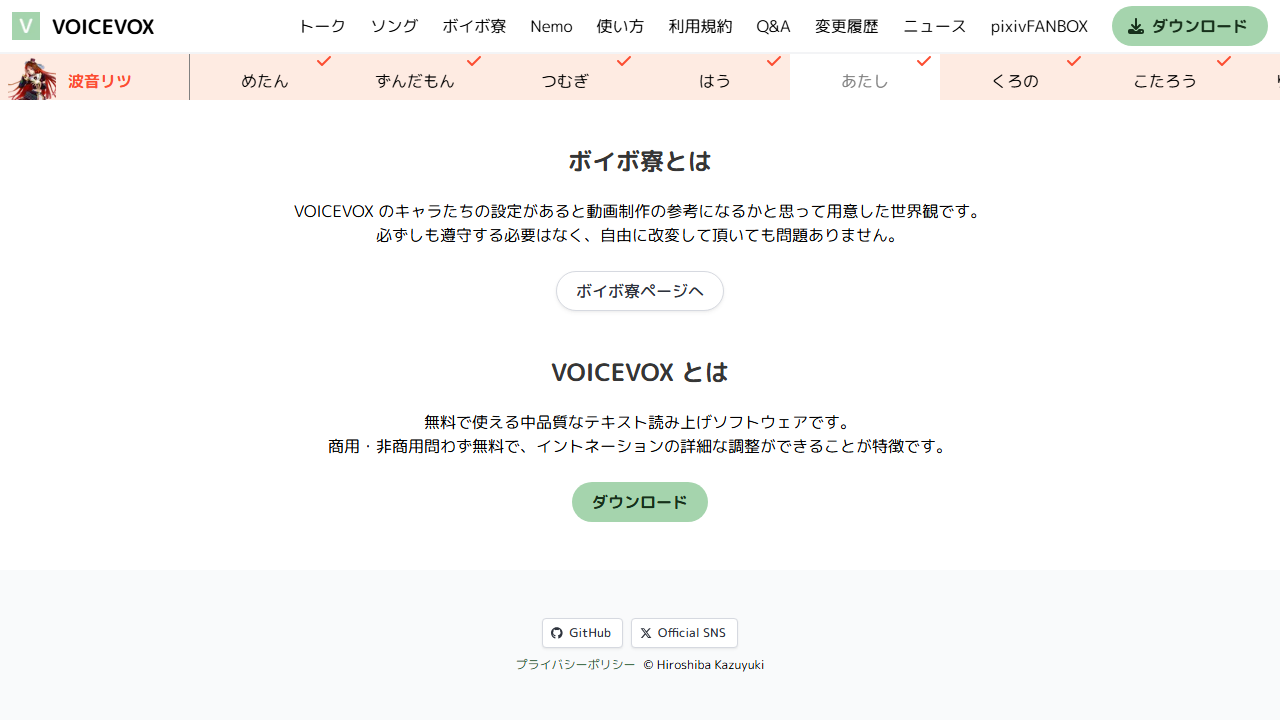 V VOICEVOX トーク ソング ボイボ寮 Nemo 使い方 利用規約 Q&A 変更履歴 ニュース pixivFANBOX ダウンロード
波音リツ めたん ずんだもん つむぎ はう あたし くろの こたろう
ボイボ寮とは
VOICEVOX のキャラたちの設定があると動画制作の参考になるかと思って用意した世界観です。
必ずしも遵守する必要はなく、自由に改変して頂いても問題ありません。
ボイボ寮ページへ
VOICEVOX とは
無料で使える中品質なテキスト読み上げソフトウェアです。
商用・非商用問わず無料で、イントネーションの詳細な調整ができることが特徴です。
ダウンロード
GitHub Official SNS
プライバシーポリシー © Hiroshiba Kazuyuki